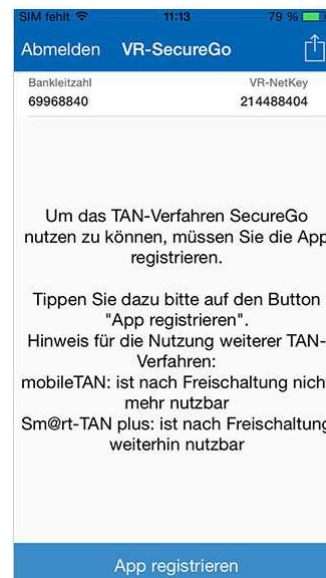 SIM fehlt 11:13 79 %
Abmelden VR-SecureGo
Bankleitzahl VR-NetKey
69968840 214488404
Um das TAN-Verfahren SecureGo
nutzen zu können, müssen Sie die App
registrieren.
Tippen Sie dazu bitte auf den Button
"App registrieren".
Hinweis für die Nutzung weiterer TAN-
Verfahren:
mobileTAN: ist nach Freischaltung nich
mehr nutzbar
Sm@rt-TAN plus: ist nach Freischaltung
weiterhin nutzbar
App registrieren